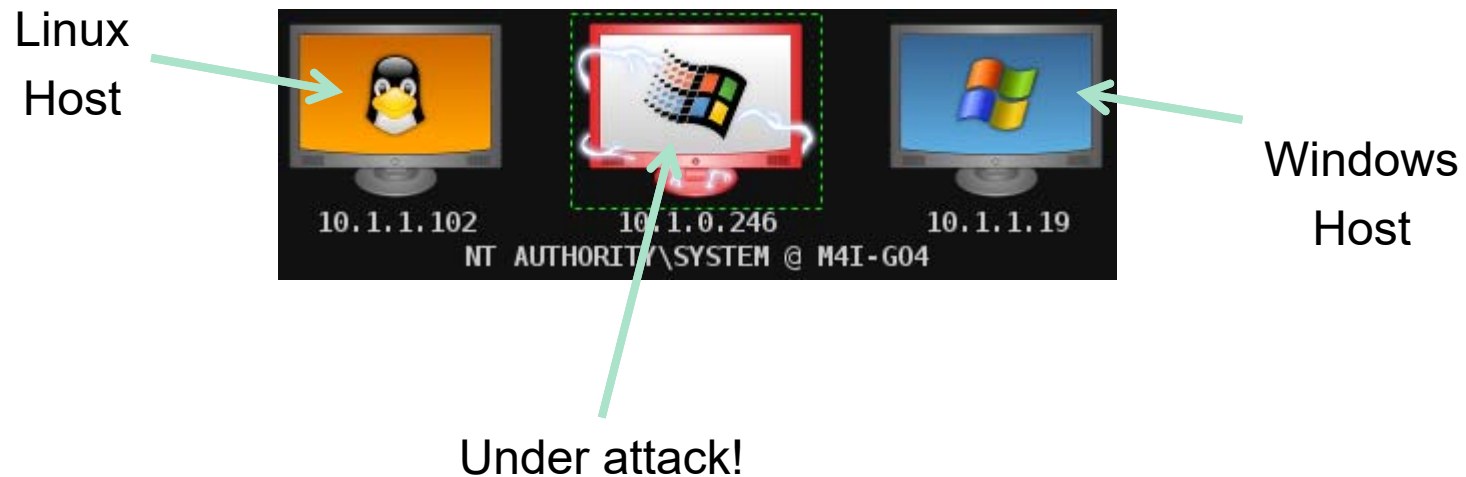 Linux
Host
10.1.1.102
10.1.0.246
10.1.1.19
NT AUTHORITY\SYSTEM @ M4I-G04
Windows
Host
Under attack!